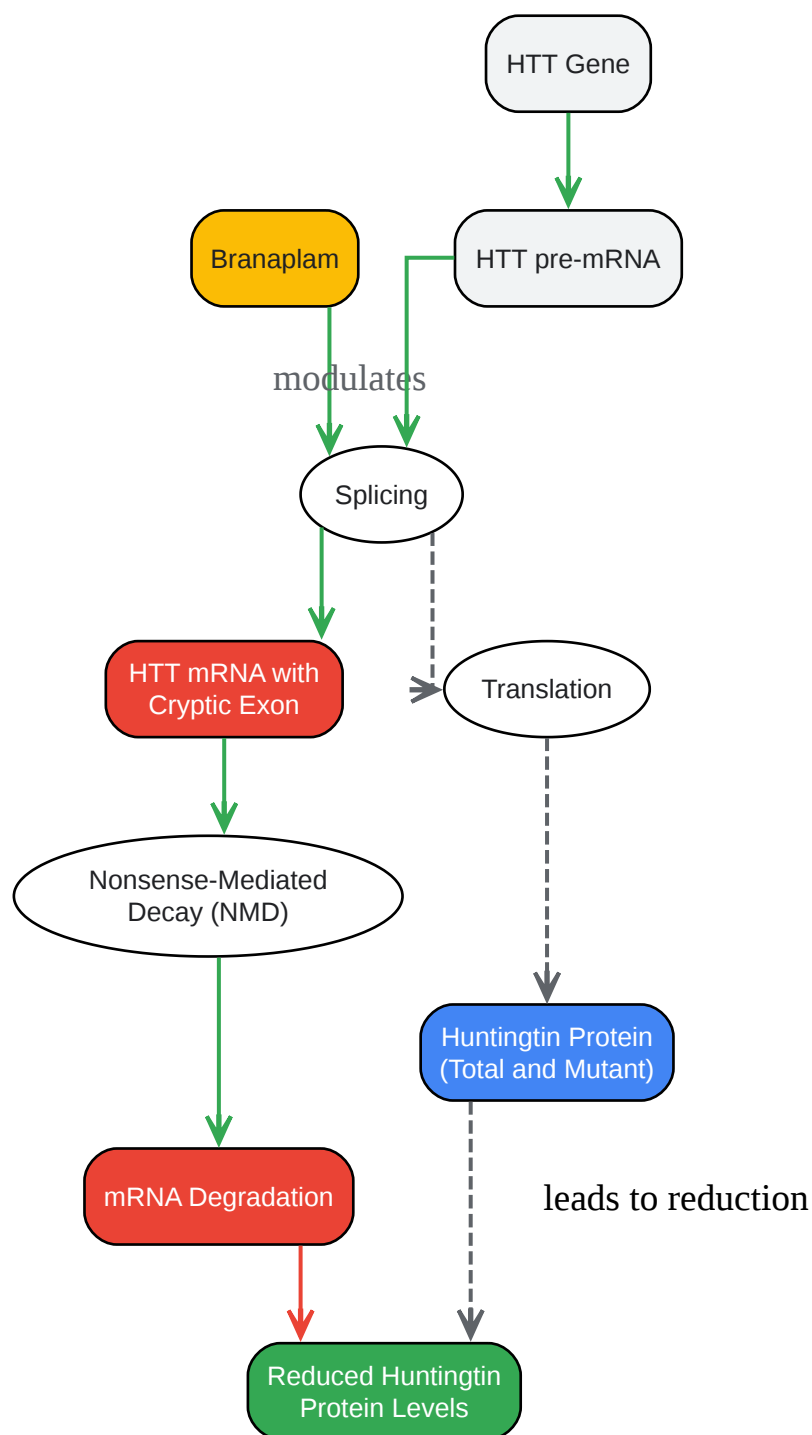 HTT Gene
Branaplam
HTT pre-mRNA
modulates
Splicing
HTT mRNA with
Cryptic Exon
Translation
Nonsense-Mediated
Decay (NMD)
Huntingtin Protein
(Total and Mutant)
mRNA Degradation
leads to reduction
Reduced Huntingtin
Protein Levels